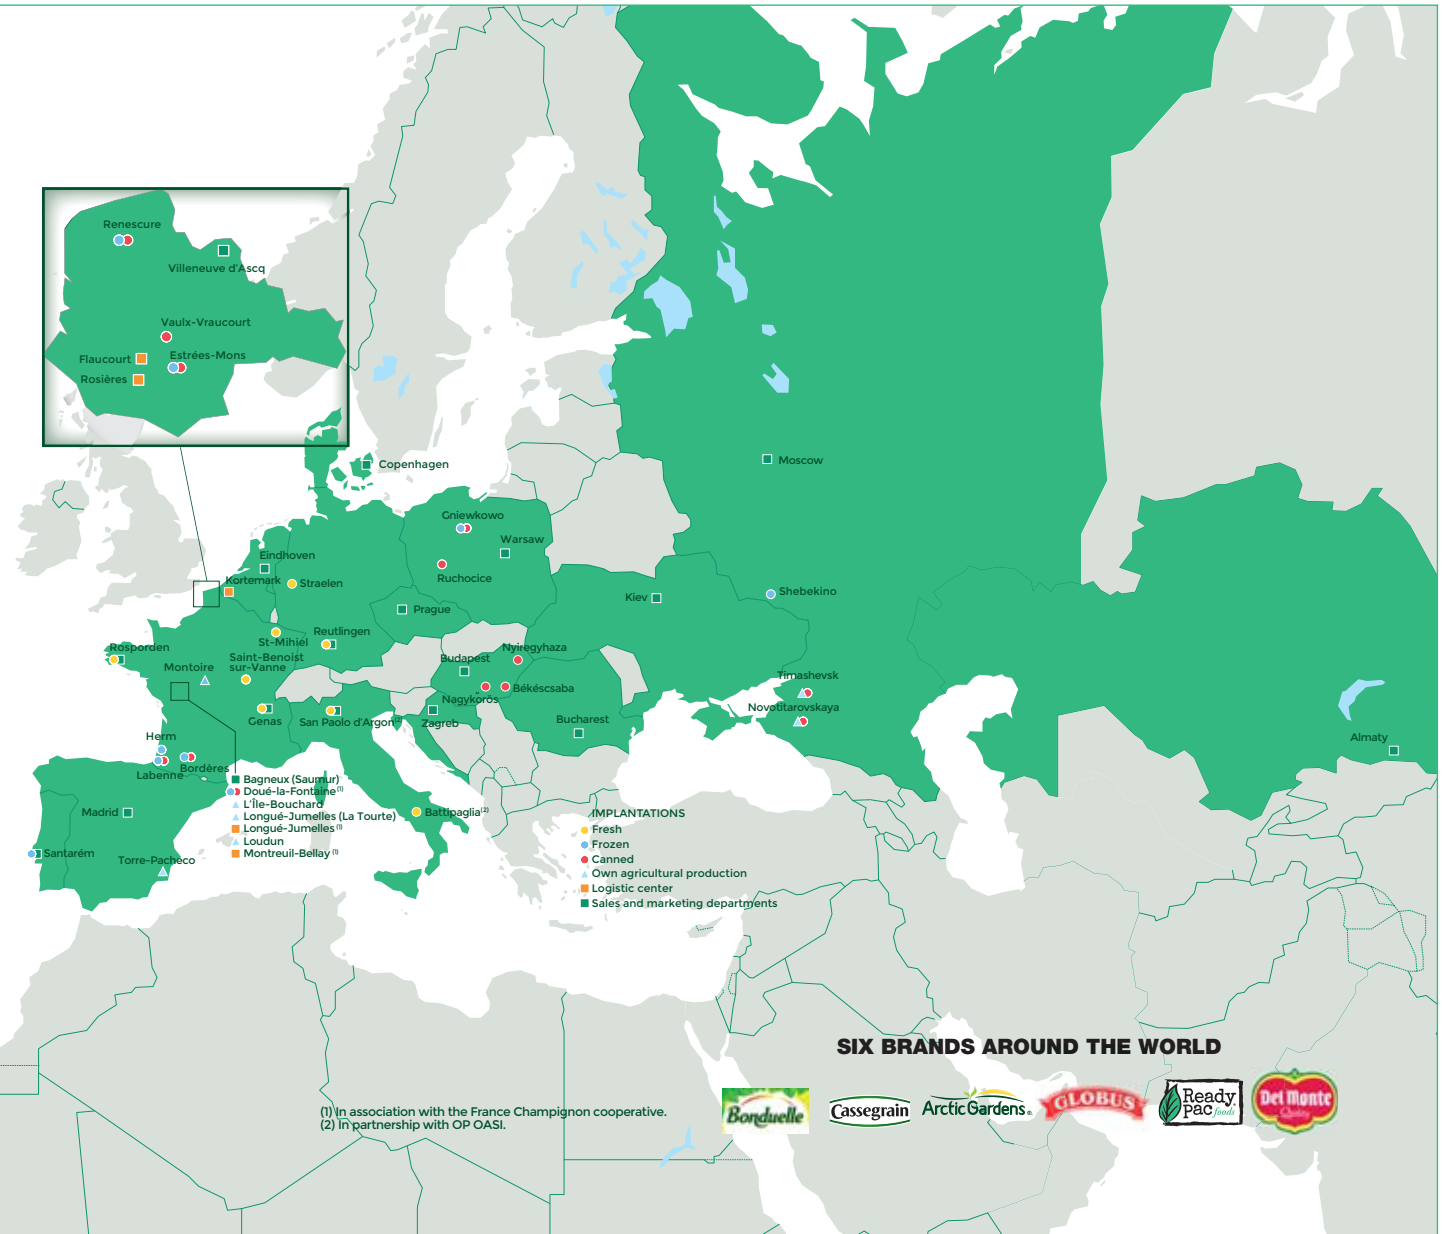 Renescure
Villeneuve d'Ascq
Vaulx-Vraucourt
Flaucourt
Estrées-Mons
Rosières
Copenhagen
Moscow
Gniewkowo
Warsaw
Eindhoven
Ruchocice
Kortemark
Straelen
Kiev
Shebekino
Prague
Reutlingen
St-Mihiel
Rosporden
Nyiregyhaza
Saint-Benoist
sur-Vanne
Montoire
Budapest
Timashevsk
Nagykörös
Békéscsaba
Novotitarovskaya
Genas
San Paolo d'Argon(2)
Zagreb
Bucharest
Herm
Almaty
Labenne
Bordères
Bagneux (Saumur)
Doué-la-Fontaine(1)
L'Île-Bouchard
Longué-Jumelles (La Tourte)
Longué-Jumelles(1)
Loudun
Montreuil-Bellay(1)
Madrid
Battipaglia(2)
Santarém
Torre-Pacheco
IMPLANTATIONS
Fresh
Frozen
Canned
Own agricultural production
Logistic center
Sales and marketing departments
SIX BRANDS AROUND THE WORLD
Bonduelle
Cassegrain
Arctic Gardens
GLOBUS
Ready
Pac foods
Del Monte
Quality
(1) In association with the France Champignon cooperative.
(2) In partnership with OP OASI.